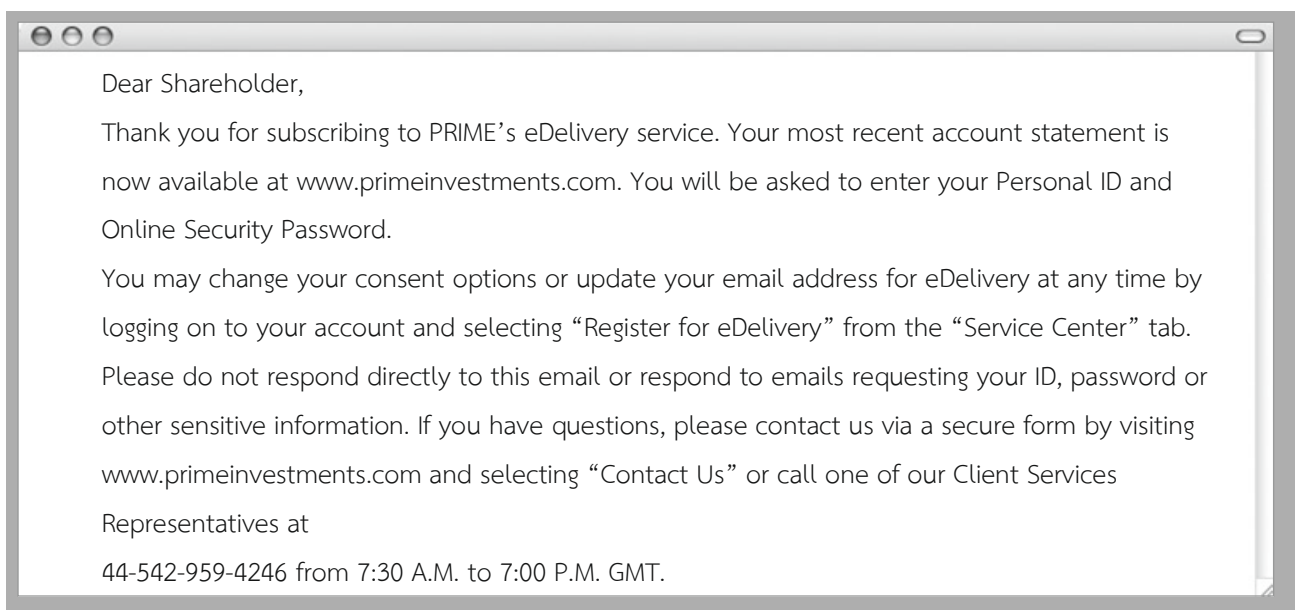 Dear Shareholder,
Thank you for subscribing to PRIME’s eDelivery service. Your most recent account statement is
now available at www.primeinvestments.com. You will be asked to enter your Personal ID and
Online Security Password.
You may change your consent options or update your email address for eDelivery at any time by
logging on to your account and selecting “Register for eDelivery” from the “Service Center” tab.
Please do not respond directly to this email or respond to emails requesting your ID, password or
other sensitive information. If you have questions, please contact us via a secure form by visiting
www.primeinvestments.com and selecting “Contact Us” or call one of our Client Services
Representatives at
44-542-959-4246 from 7:30 A.M. to 7:00 P.M. GMT.